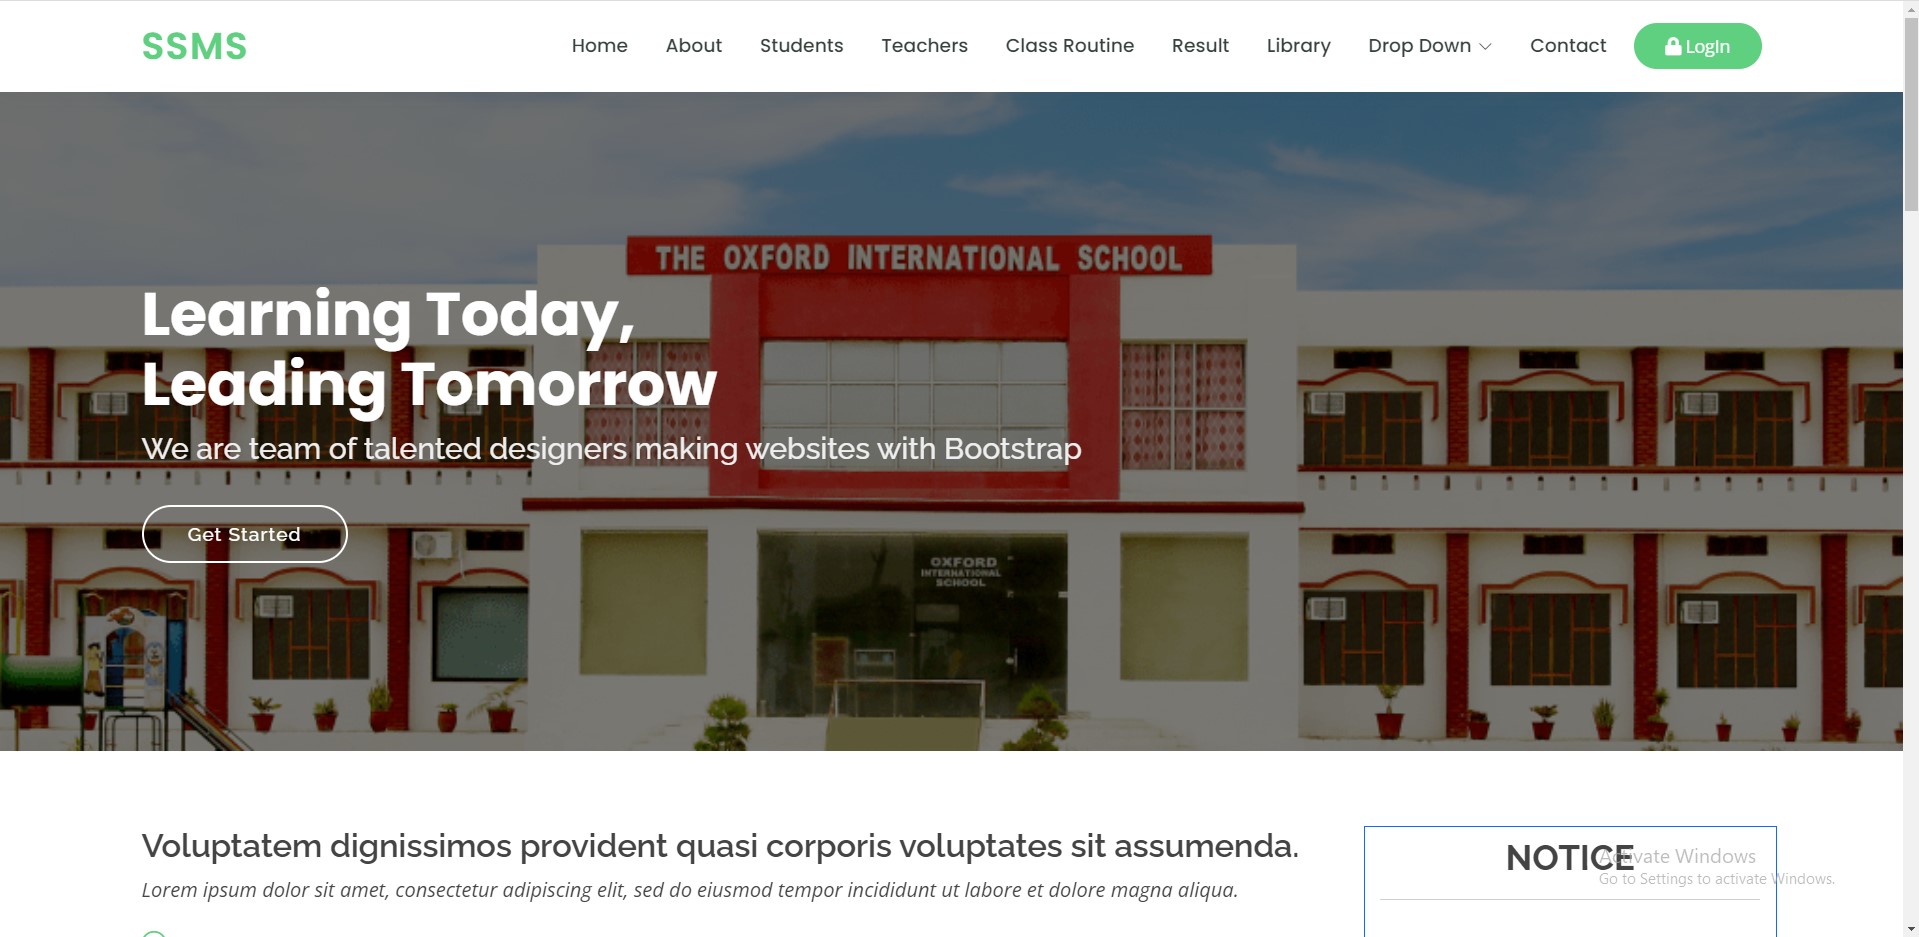 SSMS
Home About Students Teachers Class Routine Result Library Drop Down Contact Login
THE OXFORD INTERNATIONAL SCHOOL
Learning Today,
Leading Tomorrow
We are team of talented designers making websites with Bootstrap
Get Started
OXFORD
INTERNATIONAL
SCHOOL
Voluptatem dignissimos provident quasi corporis voluptates sit assumenda.
Lorem ipsum dolor sit amet, consectetur adipiscing elit, sed do eiusmod tempor incididunt ut labore et dolore magna aliqua.
NOTICE
Activate Windows
Go to Settings to activate Windows.